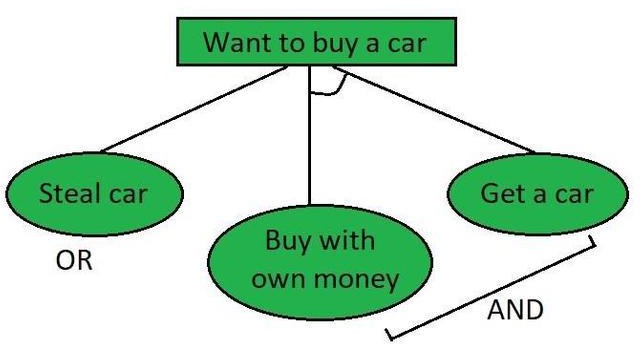 Want to buy a car
Steal car
Get a car
Buy with
own money
OR
AND